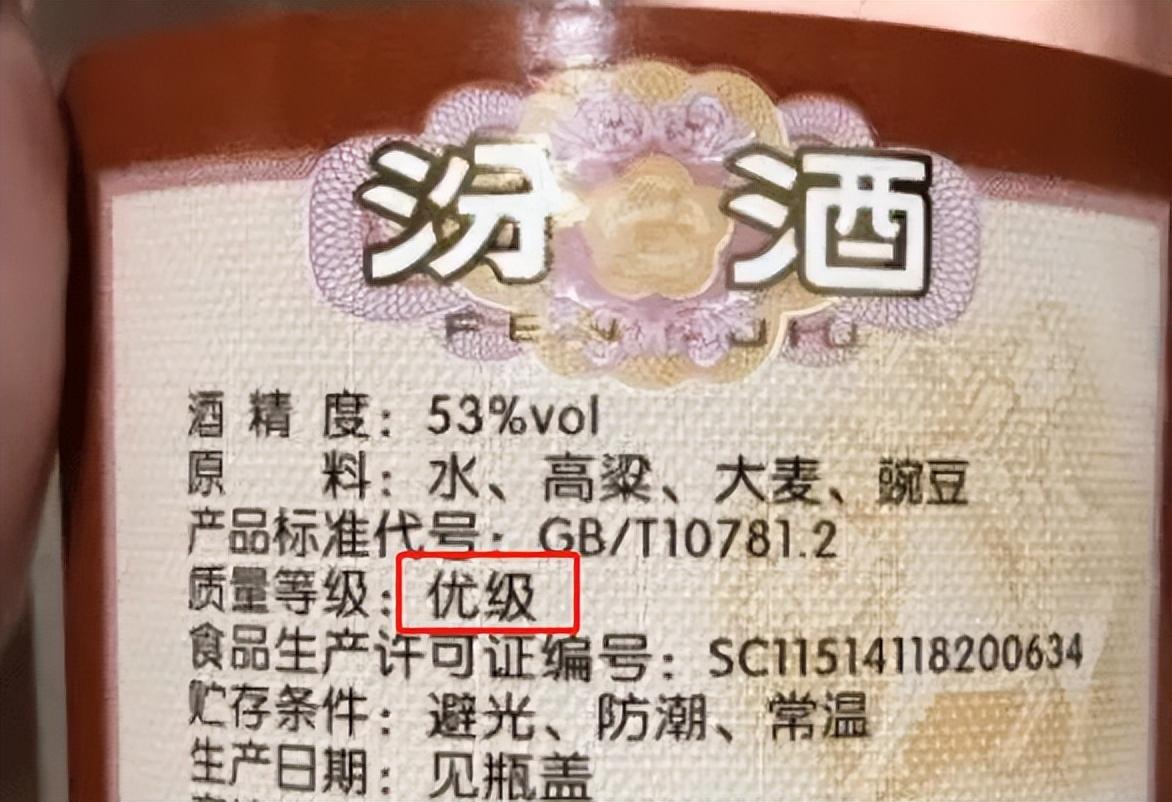 汾酒
FEN JIU
酒精度：53%vol
原料：水、高粱、大麦、豌豆
产品标准代号：GB/T10781.2
质量等级：优级
食品生产许可证编号：SC11514118200634
贮存条件：避光、防潮、常温
生产日期：见瓶盖